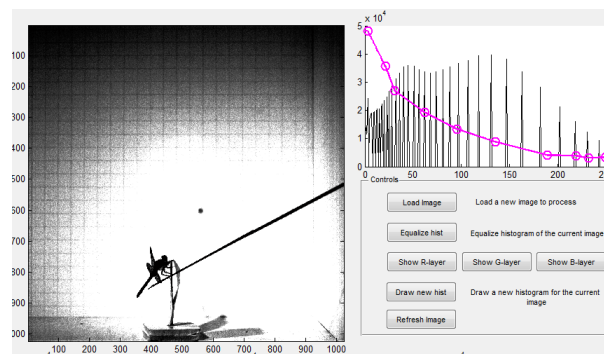 5 × 10⁴
4
3
2
1
0
0 50 100 150 200
100
200
300
400
500
600
700
800
900
1000
100 200 300 400 500 600 700 800 900 1000
Controls
Load Image Load a new image to process
Equalize hist Equalize histogram of the current image
Show R-layer Show G-layer Show B-layer
Draw new hist Draw a new histogram for the current
image
Refresh Image